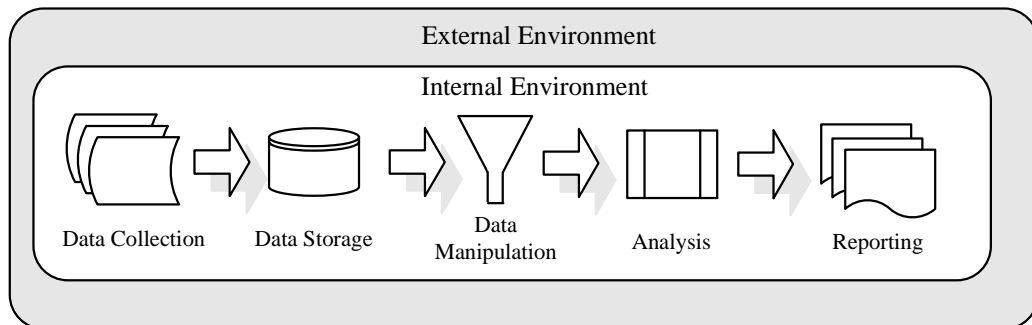 External Environment
Internal Environment
Data Collection
Data Storage
Data
Manipulation
Analysis
Reporting